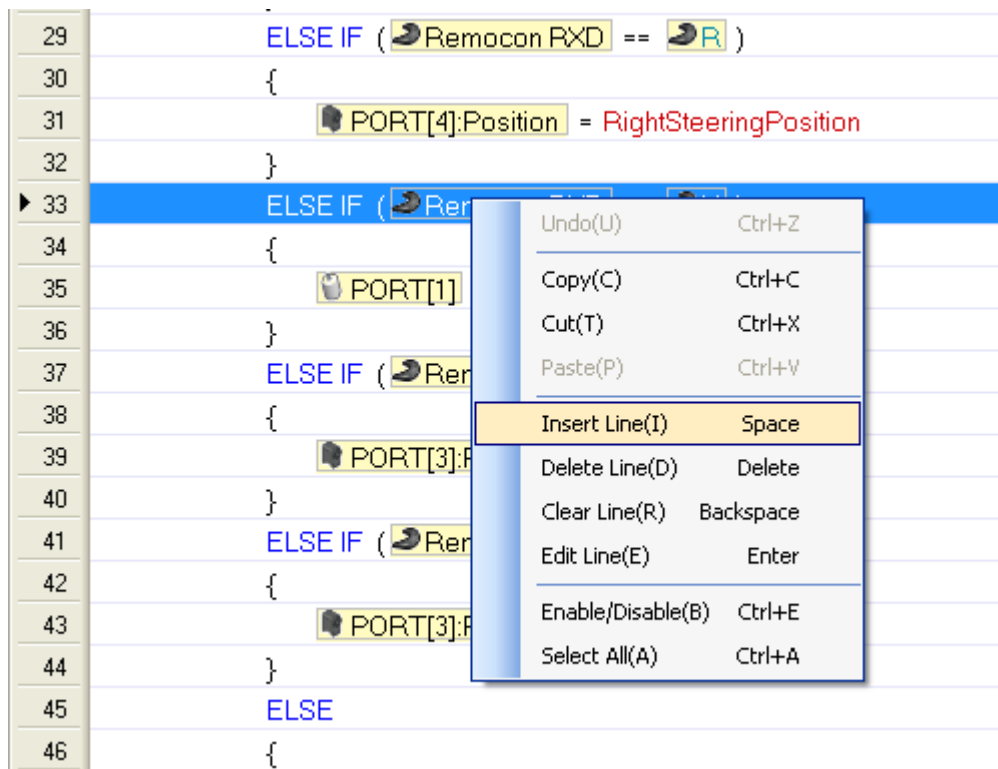 29 ELSE IF ( Remocon RXD == R )
30 {
31 PORT[4]:Position = RightSteeringPosition
32 }
33 ELSE IF (
34 {
35 PORT[1]
36 }
37 ELSE IF (
38 {
39 PORT[3]:
40 }
41 ELSE IF (
42 {
43 PORT[3]:
44 }
45 ELSE
46 {
Undo(U) Ctrl+Z
Copy(C) Ctrl+C
Cut(T) Ctrl+X
Paste(P) Ctrl+V
Insert Line(I) Space
Delete Line(D) Delete
Clear Line(R) Backspace
Edit Line(E) Enter
Enable/Disable(B) Ctrl+E
Select All(A) Ctrl+A